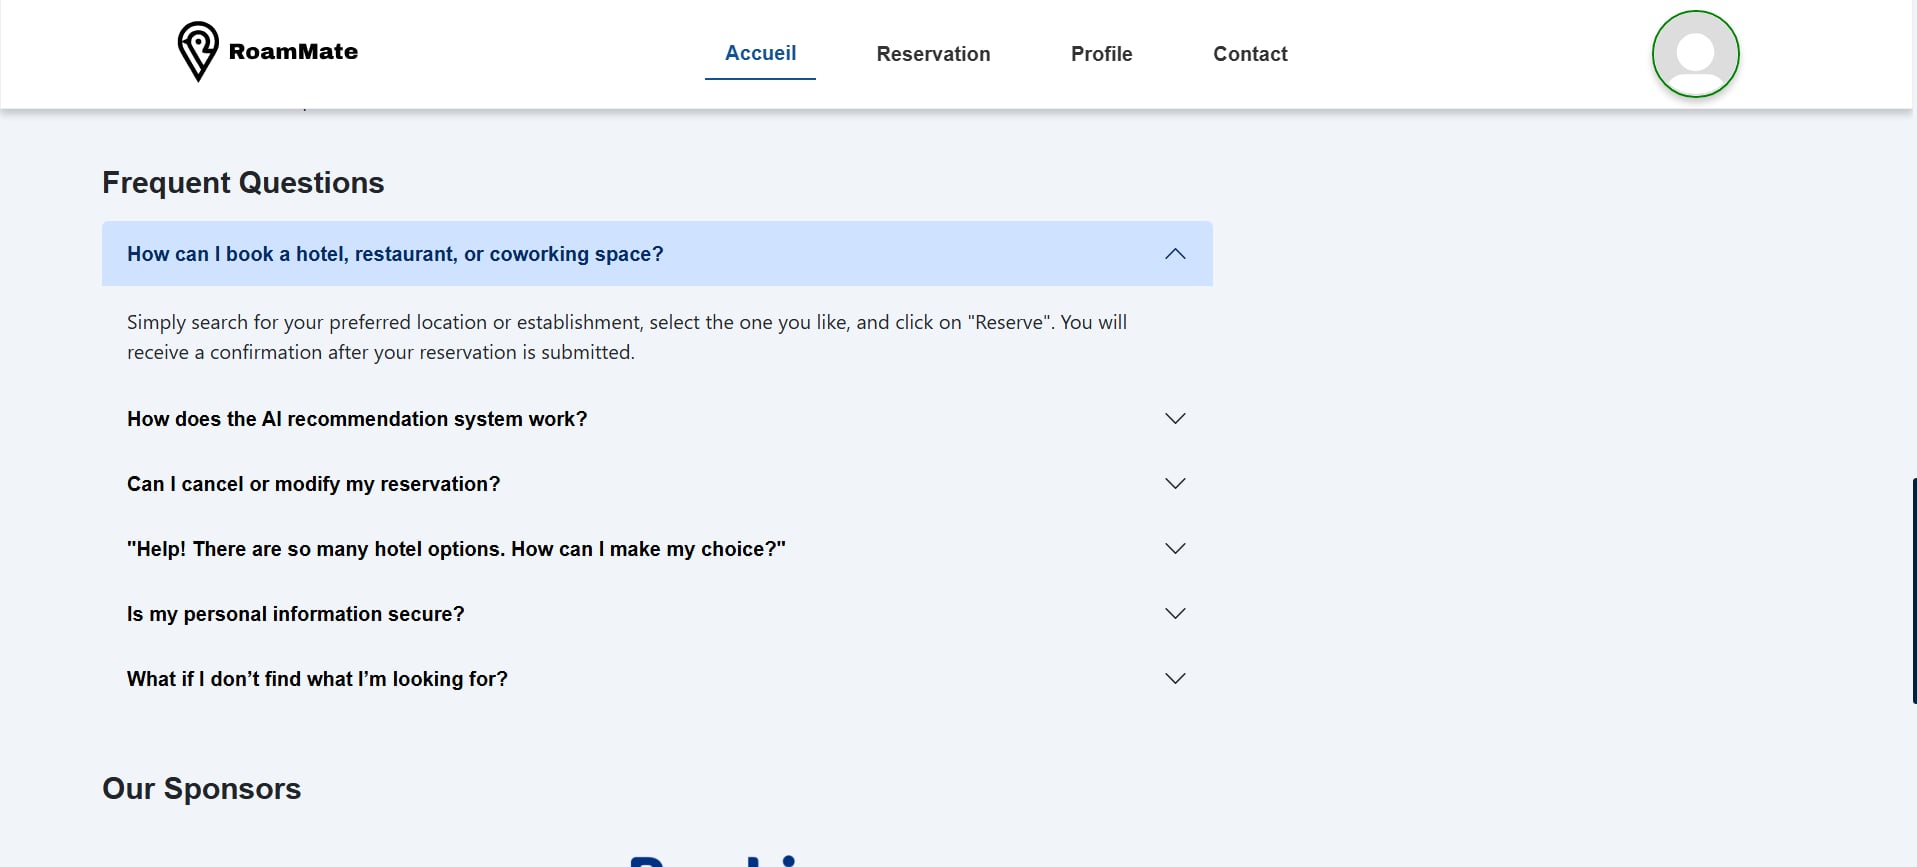 RoamMate
Accueil
Reservation
Profile
Contact
Frequent Questions
How can I book a hotel, restaurant, or coworking space?
Simply search for your preferred location or establishment, select the one you like, and click on "Reserve". You will
receive a confirmation after your reservation is submitted.
How does the AI recommendation system work?
Can I cancel or modify my reservation?
"Help! There are so many hotel options. How can I make my choice?"
Is my personal information secure?
What if I don’t find what I’m looking for?
Our Sponsors